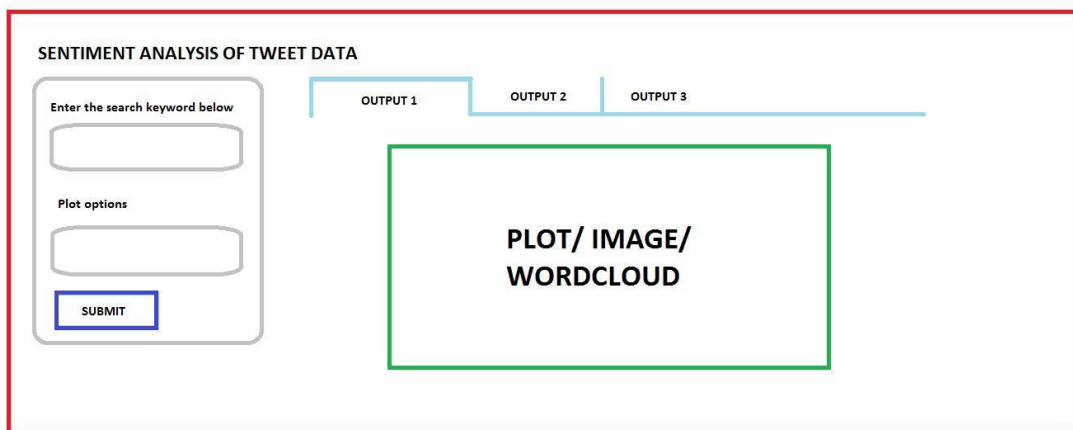 SENTIMENT ANALYSIS OF TWEET DATA
Enter the search keyword below
Plot options
SUBMIT
OUTPUT 1
OUTPUT 2
OUTPUT 3
PLOT/ IMAGE/
WORDCLOUD